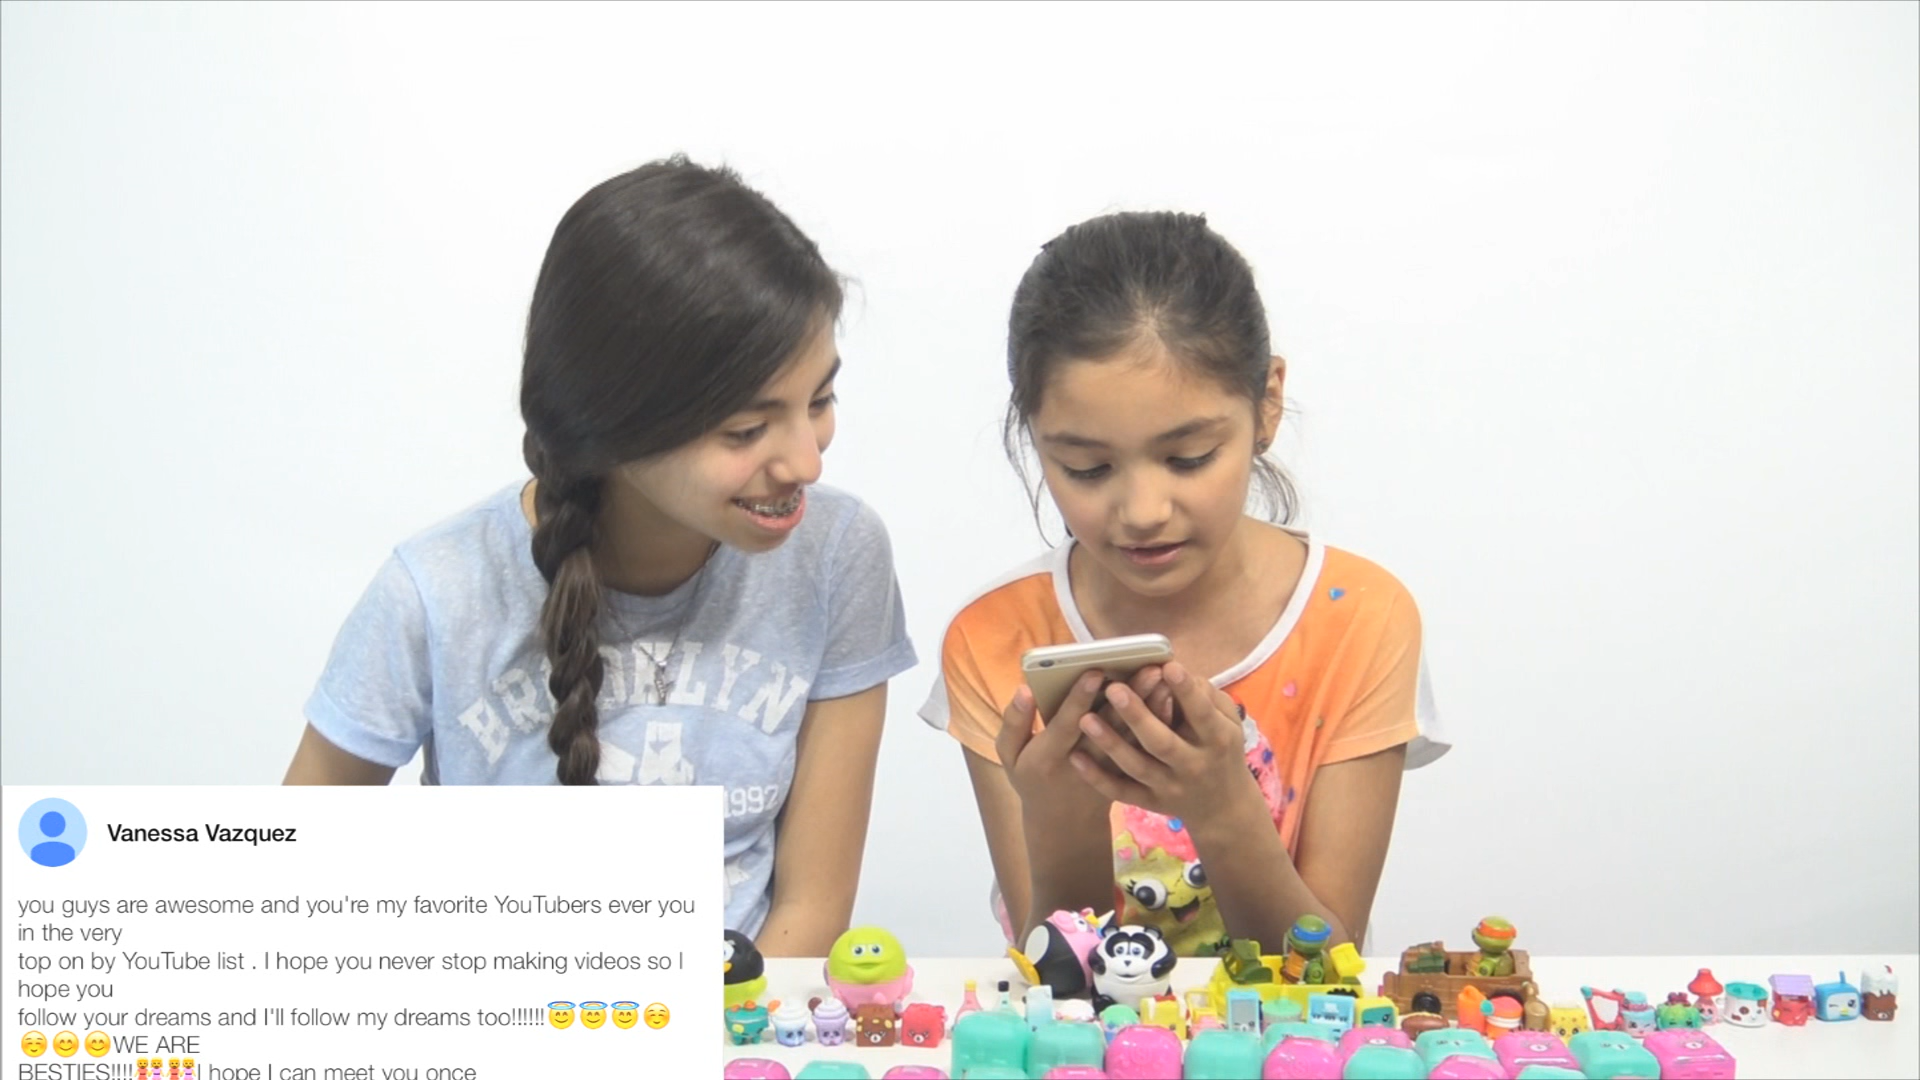 BROOKLYN
1992
Vanessa Vazquez
you guys are awesome and you're my favorite YouTubers ever you
in the very
top on by YouTube list . I hope you never stop making videos so I
hope you
follow your dreams and I'll follow my dreams too!!!!!!😇😇😇☺️
☺️😊😊WE ARE
BESTIES!!!!👭👭I hope I can meet you once